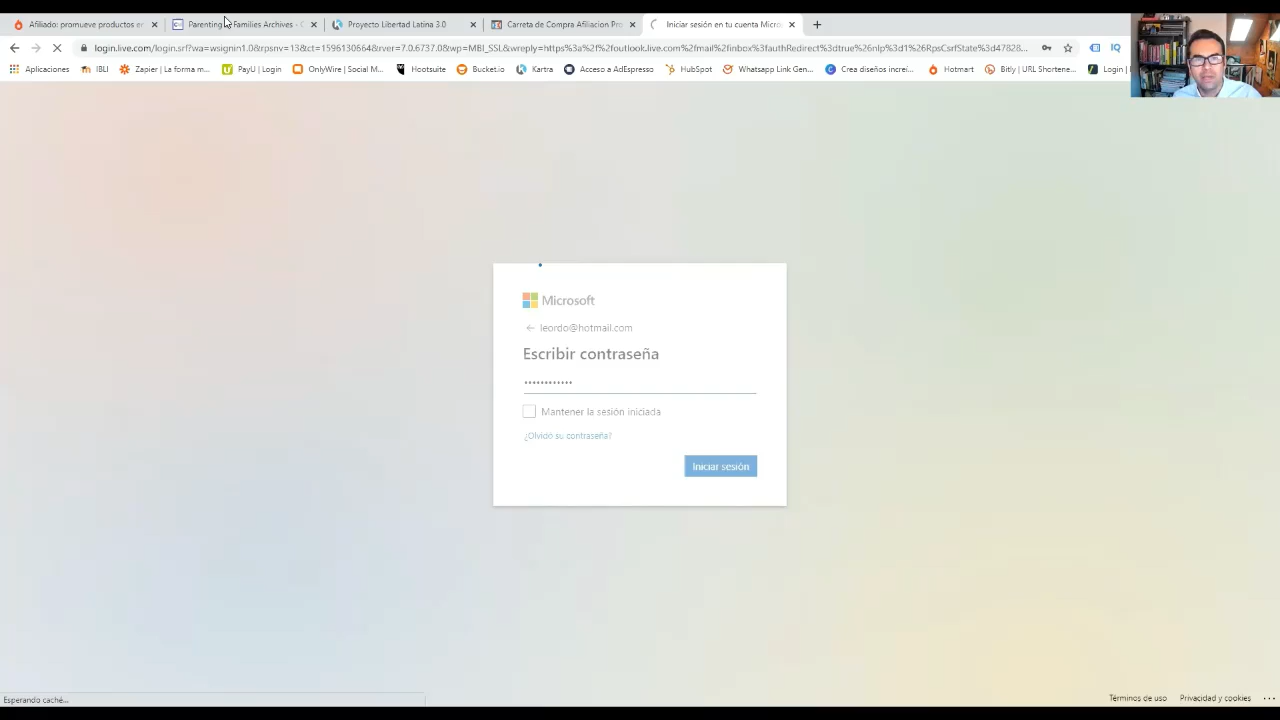 Afiliado: promueve productos en
Parenting
Families Archives - C
Proyecto Libertad Latina 3.0
Carreta de Compra Afiliacion Pro
Iniciar sesión en tu cuenta Micro
login.live.com/login.srf?wa=wsignin1.0&rpsnv=13&ct=1596130664&rver=7.0.6737.0&wp=MBI_SSL&wreply=https%3a%2f%2foutlook.live.com%2fmail%2finbox%3fauthRedirect%3dtrue%26nlp%3d1%26RpsCsrfState%3d47828...
IQ
Aplicaciones
IBLI
Zapier | La forma m...
PayU | Login
OnlyWire | Social M...
Hootsuite
Bucket.io
Kartra
Acceso a AdEspresso
HubSpot
Whatsapp Link Gen...
Crea diseños increí...
Hotmart
Bitly | URL Shortene...
Login |
Microsoft
leordo@hotmail.com
Escribir contraseña
••••••••••••
Mantener la sesión iniciada
¿Olvidó su contraseña?
Iniciar sesión
Esperando caché...
Términos de uso
Privacidad y cookies
...